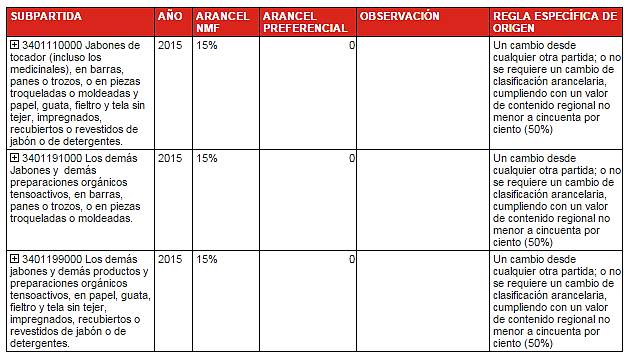 SUBPARTIDA AÑO ARANCEL NMF ARANCEL PREFERENCIAL OBSERVACIÓN REGLA ESPECÍFICA DE ORIGEN
3401110000 Jabones de
tocador (incluso los
medicinales), en barras,
panes o trozos, o en piezas
troqueladas o moldeadas y
papel, guata, fieltro y tela sin
tejer, impregnados,
recubiertos o revestidos de
jabón o de detergentes.
2015
15%
0
Un cambio desde
cualquier otra partida; o no
se requiere un cambio de
clasificación arancelaria,
cumpliendo con un valor
de contenido regional no
menor a cincuenta por
ciento (50%)
3401191000 Los demás
Jabones y demás
preparaciones orgánicos
tensoactivos, en barras,
panes o trozos, o en piezas
troqueladas o moldeadas.
2015
15%
0
Un cambio desde
cualquier otra partida; o no
se requiere un cambio de
clasificación arancelaria,
cumpliendo con un valor
de contenido regional no
menor a cincuenta por
ciento (50%)
3401199000 Los demás
jabones y demás productos y
preparaciones orgánicos
tensoactivos, en papel, guata,
fieltro y tela sin tejer,
impregnados, recubiertos o
revestidos de jabón o de
detergentes.
2015
15%
0
Un cambio desde
cualquier otra partida; o no
se requiere un cambio de
clasificación arancelaria,
cumpliendo con un valor
de contenido regional no
menor a cincuenta por
ciento (50%)